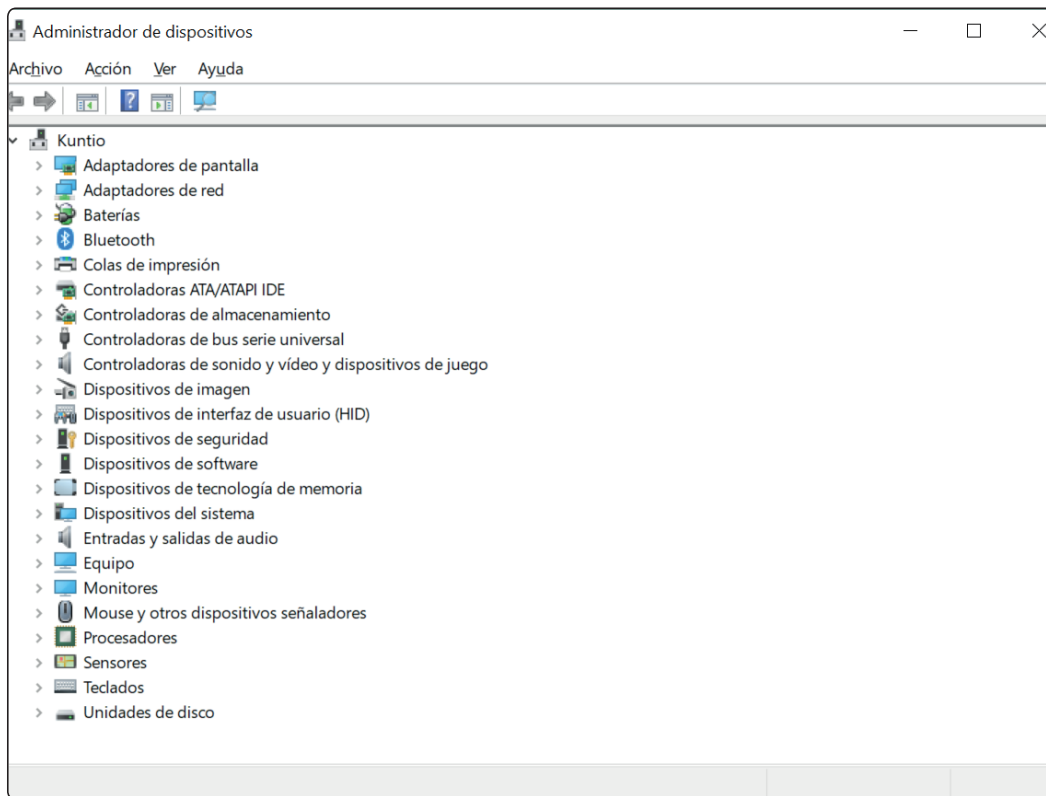 Administrador de dispositivos
Archivo Acción Ver Ayuda
?
Kuntio
Adaptadores de pantalla
Adaptadores de red
Baterías
Bluetooth
Colas de impresión
Controladoras ATA/ATAPI IDE
Controladoras de almacenamiento
Controladoras de bus serie universal
Controladoras de sonido y vídeo y dispositivos de juego
Dispositivos de imagen
Dispositivos de interfaz de usuario (HID)
Dispositivos de seguridad
Dispositivos de software
Dispositivos de tecnología de memoria
Dispositivos del sistema
Entradas y salidas de audio
Equipo
Monitores
Mouse y otros dispositivos señaladores
Procesadores
Sensores
Teclados
Unidades de disco